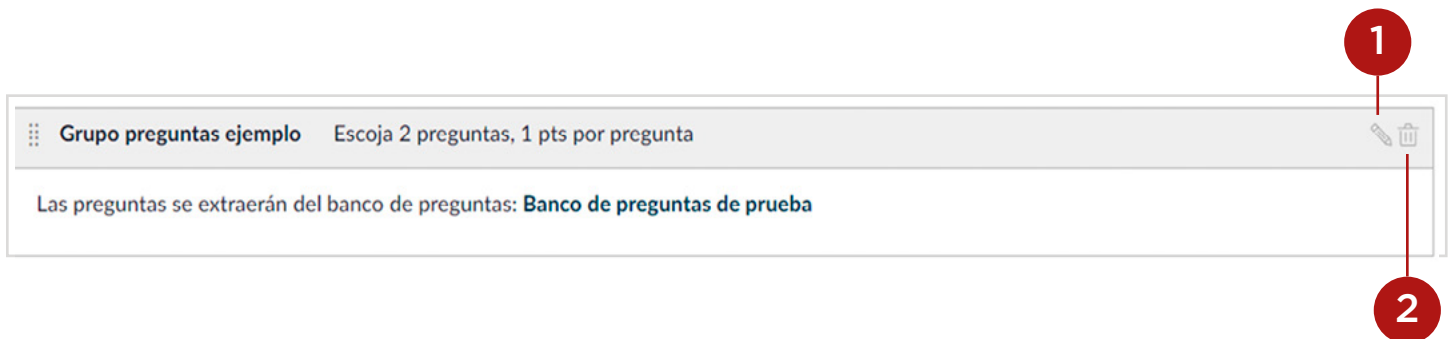 1
Grupo preguntas ejemplo Escoja 2 preguntas, 1 pts por pregunta
Las preguntas se extraerán del banco de preguntas: Banco de preguntas de prueba
2